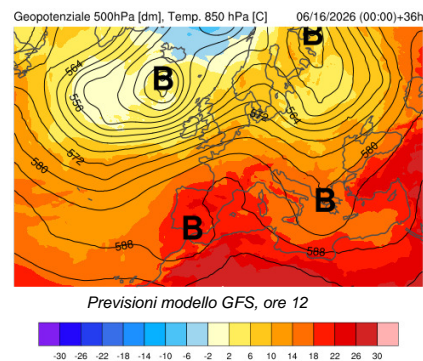 Geopotenziale 500hPa [dm], Temp. 850 hPa [C] 06/16/2026 (00:00)+36h
B
564
B
556
572
564
580
572
580
B
B
588
588
Previsioni modello GFS, ore 12
-30 -26 -22 -18 -14 -10 -6 -2 2 6 10 14 18 22 26 30